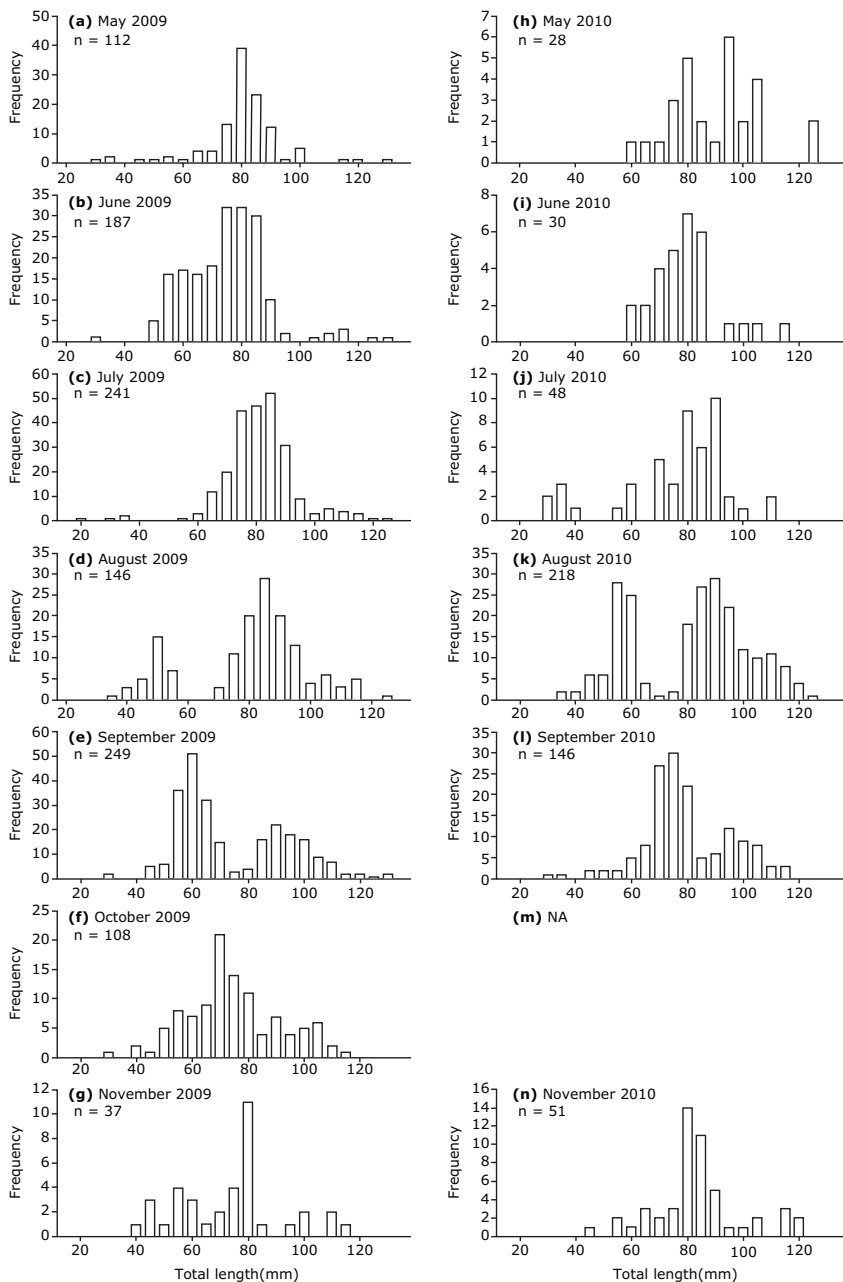 (a) May 2009
n = 112
Frequency
50
40
30
20
10
0
20 40 60 80 100 120
(b) June 2009
n = 187
Frequency
35
30
25
20
15
10
5
0
20 40 60 80 100 120
(c) July 2009
n = 241
Frequency
60
50
40
30
20
10
0
20 40 60 80 100 120
(d) August 2009
n = 146
Frequency
35
30
25
20
15
10
5
0
20 40 60 80 100 120
(e) September 2009
n = 249
Frequency
60
50
40
30
20
10
0
20 40 60 80 100 120
(f) October 2009
n = 108
Frequency
25
20
15
10
5
0
20 40 60 80 100 120
(g) November 2009
n = 37
Frequency
12
10
8
6
4
2
0
20 40 60 80 100 120
Total length(mm)
(h) May 2010
n = 28
Frequency
7
6
5
4
3
2
1
0
20 40 60 80 100 120
(i) June 2010
n = 30
Frequency
8
6
4
2
0
20 40 60 80 100 120
(j) July 2010
n = 48
Frequency
12
10
8
6
4
2
0
20 40 60 80 100 120
(k) August 2010
n = 218
Frequency
35
30
25
20
15
10
5
0
20 40 60 80 100 120
(l) September 2010
n = 146
Frequency
35
30
25
20
15
10
5
0
20 40 60 80 100 120
(m) NA
(n) November 2010
n = 51
Frequency
16
14
12
10
8
6
4
2
0
20 40 60 80 100 120
Total length(mm)